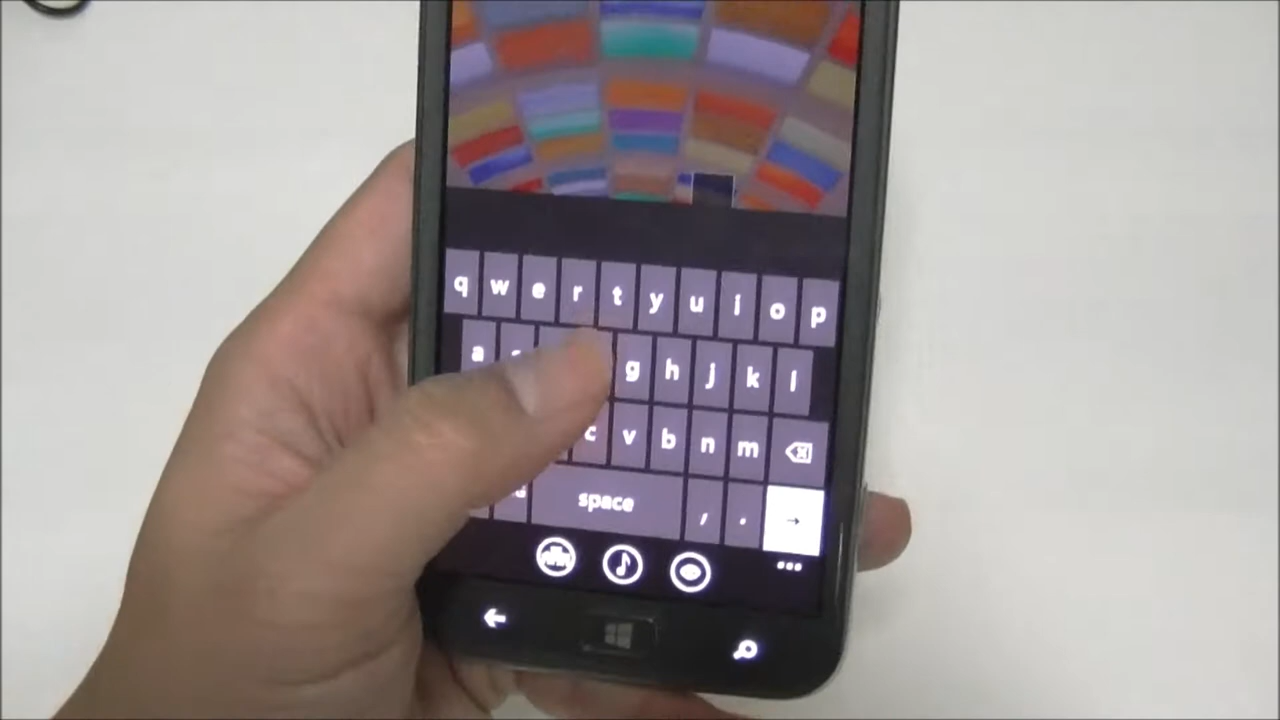 q w e r t y u i o p
a g h j k l
c v b n m
space , .